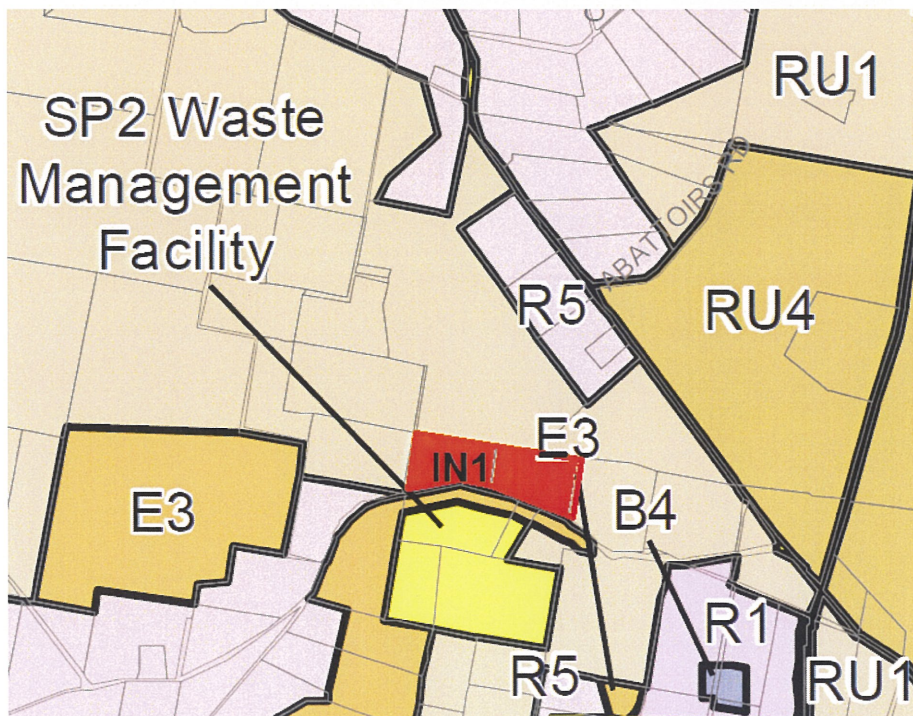 RU1
SP2 Waste
Management
Facility
ABATTOIRS RD
R5
RU4
E3
IN1
E3
B4
R1
R5
RU1